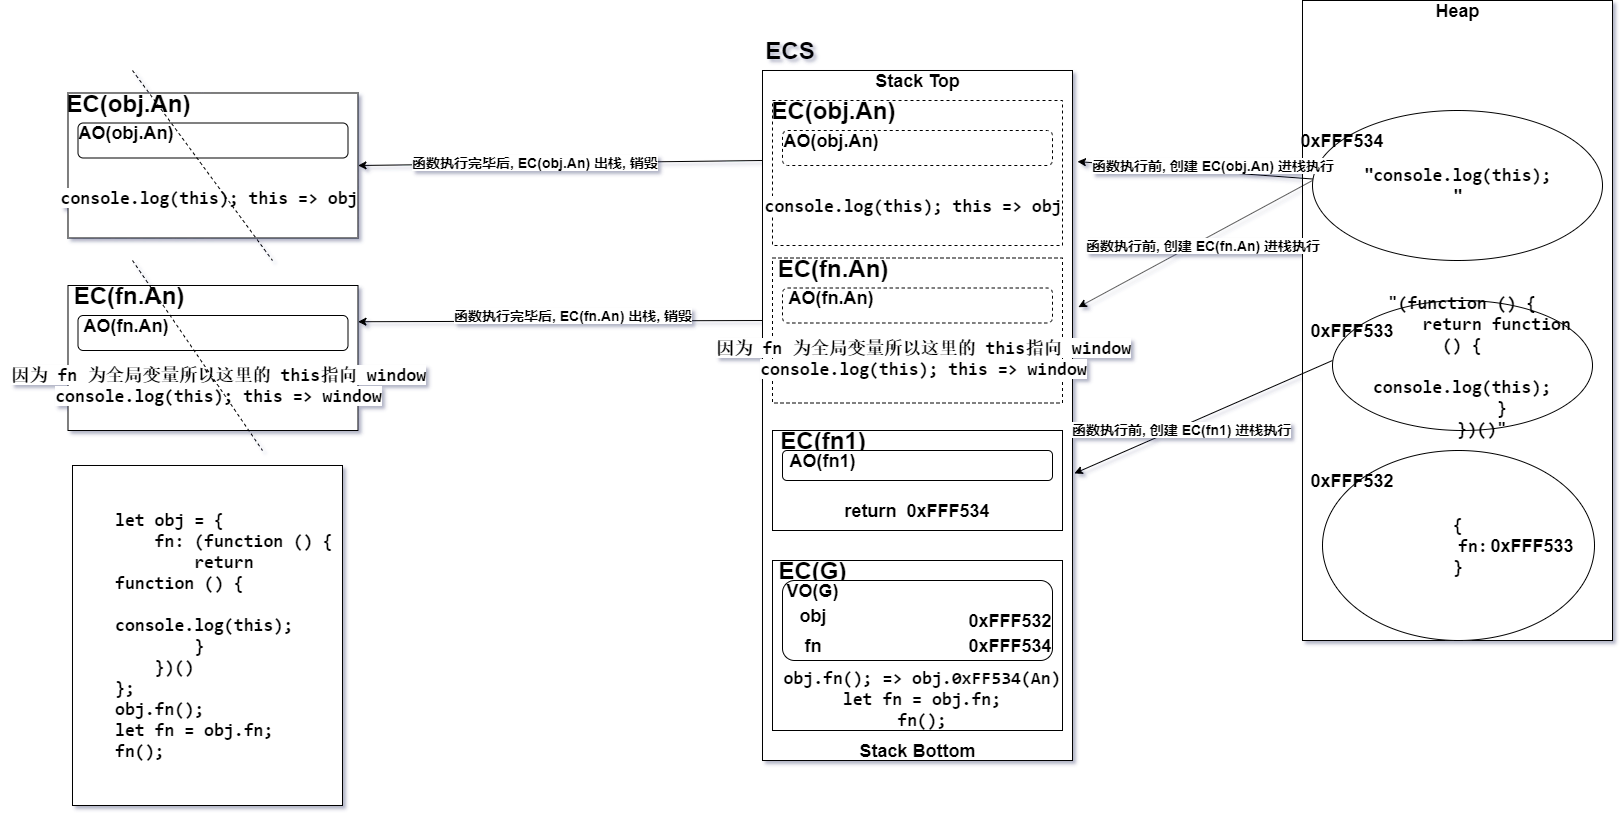 Heap
ECS
Stack Top
EC(obj.An)
AO(obj.An)
console.log(this); this => obj
函数执行完毕后, EC(obj.An) 出栈, 销毁
EC(obj.An)
AO(obj.An)
console.log(this); this => obj
函数执行前, 创建 EC(obj.An) 进栈执行
0xFFF534
"console.log(this);
"
函数执行前, 创建 EC(fn.An) 进栈执行
EC(fn.An)
AO(fn.An)
因为 fn 为全局变量所以这里的 this指向 window
console.log(this); this => window
函数执行完毕后, EC(fn.An) 出栈, 销毁
EC(fn.An)
AO(fn.An)
因为 fn 为全局变量所以这里的 this指向 window
console.log(this); this => window
0xFFF533
"(function () {
return function
() {
console.log(this);
}
})()"
函数执行前, 创建 EC(fn1) 进栈执行
EC(fn1)
AO(fn1)
return 0xFFF534
0xFFF532
{
fn: 0xFFF533
}
let obj = {
fn: (function () {
return
function () {
console.log(this);
}
})()
};
obj.fn();
let fn = obj.fn;
fn();
EC(G)
VO(G)
obj 0xFFF532
fn 0xFFF534
obj.fn(); => obj.0xFF534(An)
let fn = obj.fn;
fn();
Stack Bottom